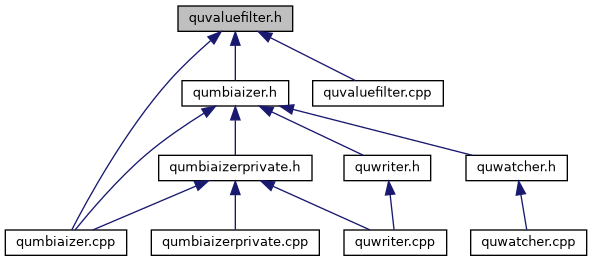 quvaluefilter.h
qumbiaizer.h
quvaluefilter.cpp
qumbiaizerprivate.h
quwriter.h
quwatcher.h
qumbiaizer.cpp
qumbiaizerprivate.cpp
quwriter.cpp
quwatcher.cpp